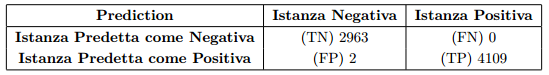 Prediction Istanza Negativa Istanza Positiva
Istanza Predetta come Negativa (TN) 2963 (FN) 0
Istanza Predetta come Positiva (FP) 2 (TP) 4109